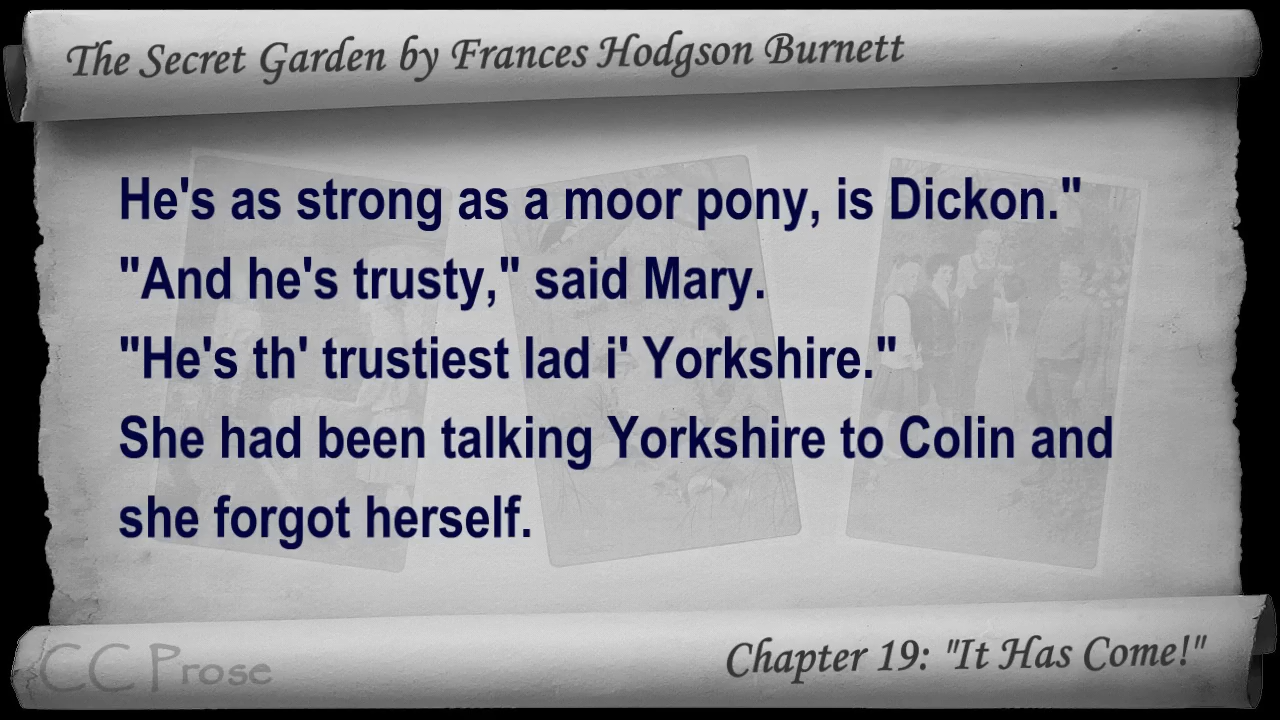 The Secret Garden by Frances Hodgson Burnett
He's as strong as a moor pony, is Dickon."
"And he's trusty," said Mary.
"He's th' trustiest lad i' Yorkshire."
She had been talking Yorkshire to Colin and
she forgot herself.
CC Prose
Chapter 19: "It Has Come!"